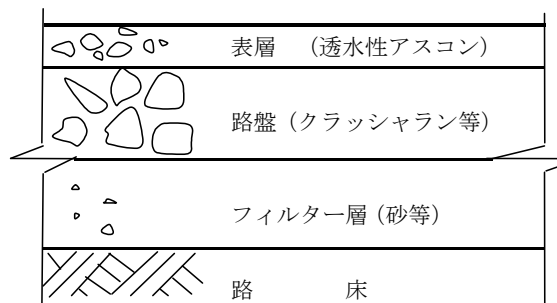 表層　（透水性アスコン）
路盤（クラッシャラン等）
フィルター層（砂等）
路　　　床